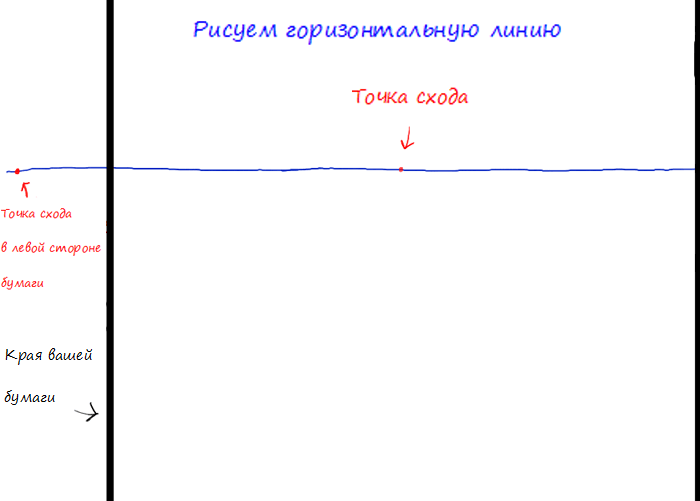 Рисуем горизонтальную линию
Точка схода
Точка схода
в левой стороне
бумаги
Края вашей
бумаги